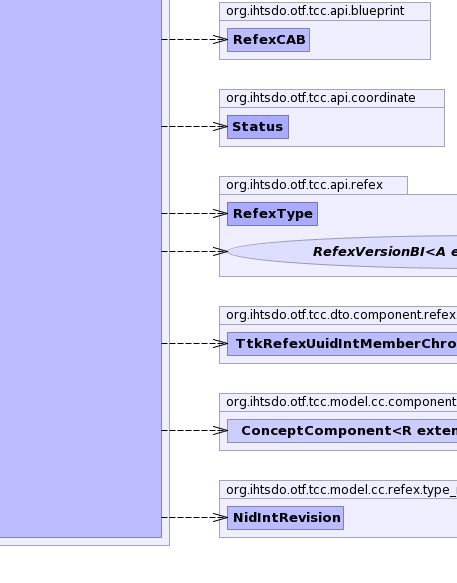 org.ihtsdo.otf.tcc.api.blueprint
RefexCAB
org.ihtsdo.otf.tcc.api.coordinate
Status
org.ihtsdo.otf.tcc.api.refex
RefexType
RefexVersionBI<A e
org.ihtsdo.otf.tcc.dto.component.refex
TtkRefexUuidIntMemberChro
org.ihtsdo.otf.tcc.model.cc.component
ConceptComponent<R exten
org.ihtsdo.otf.tcc.model.cc.refex.type_
NidIntRevision